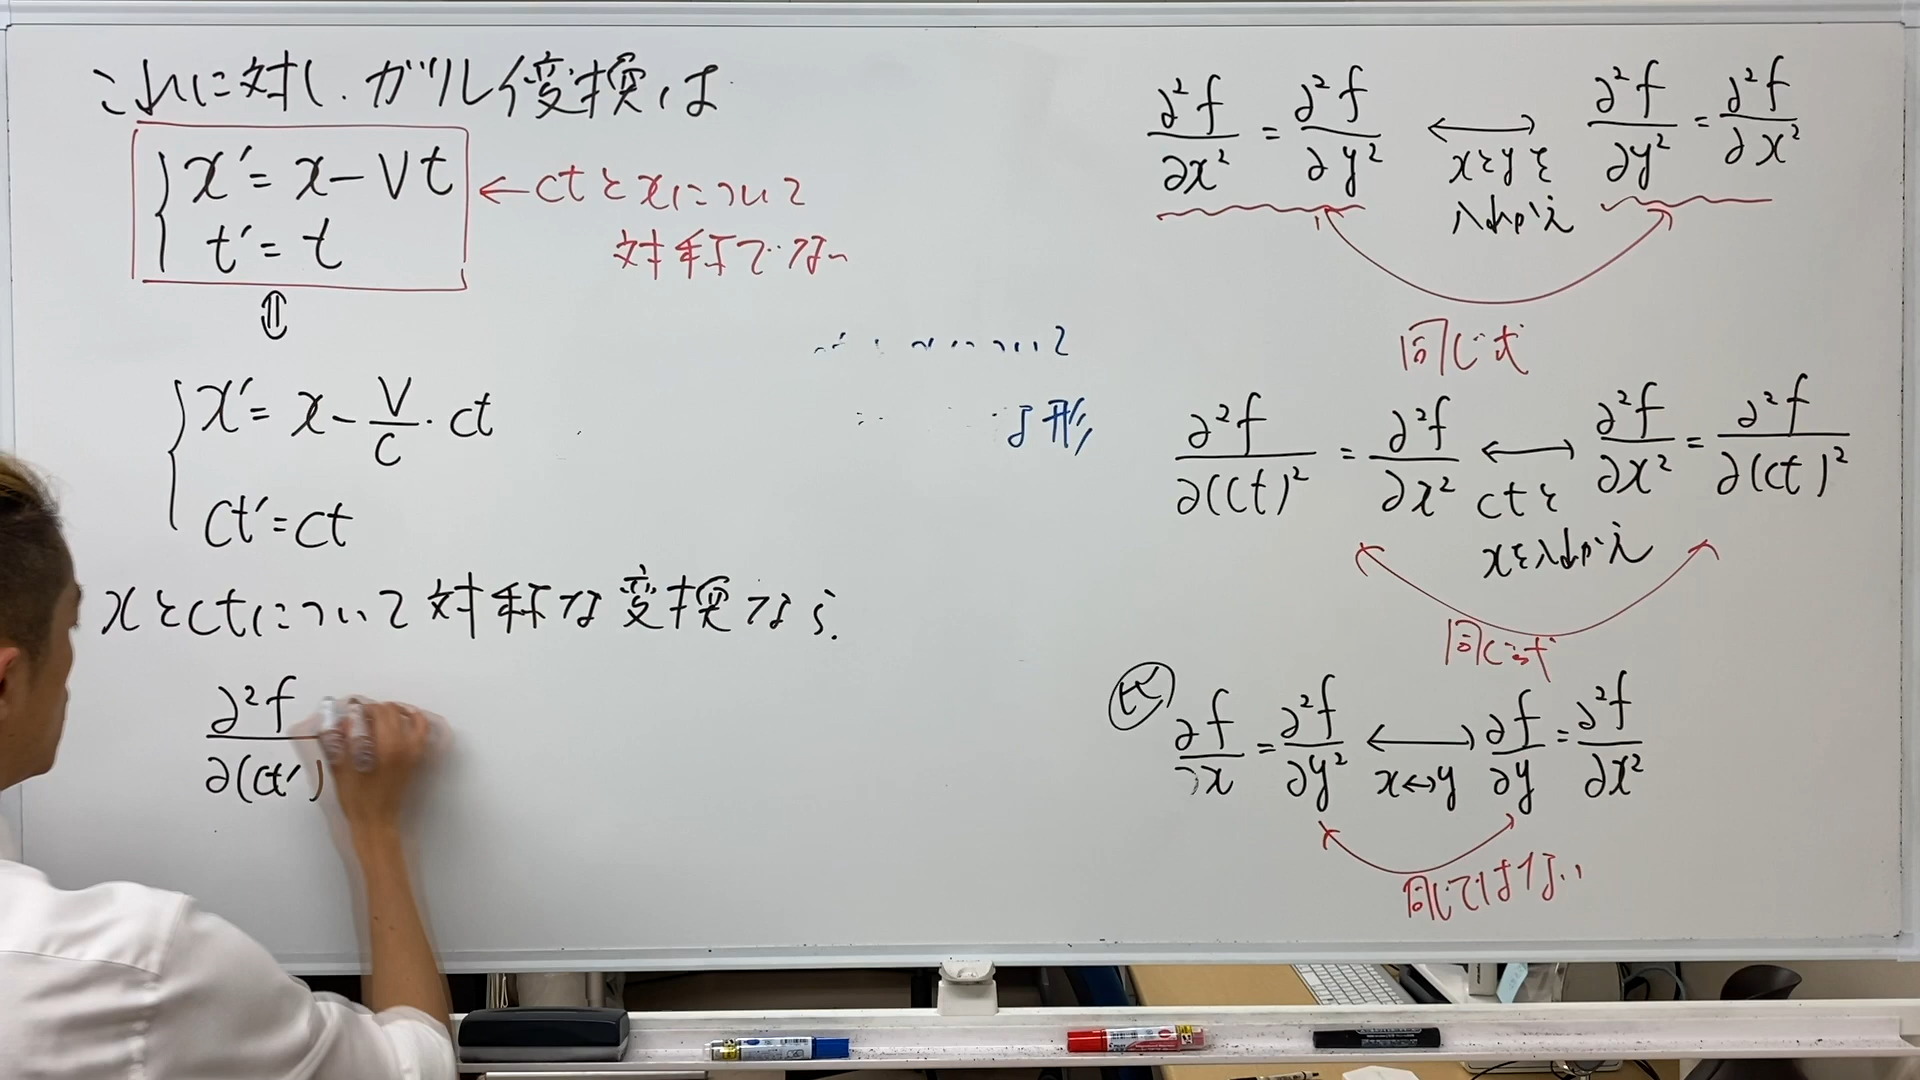 これに対し、ガリレイ変換は
x′ = x − Vt
t′ = t
← ctとxについて
対称でない
⇕
x′ = x − V/c · ct
ct′ = ct
xとctについて対称な変換なら、
∂²f
∂(ct′)
形
∂²f/∂x² = ∂²f/∂y² ⟷ ∂²f/∂y² = ∂²f/∂x²
xとyを
入れかえ
同じ式
∂²f/∂(ct)² = ∂²f/∂x² ⟷ ∂²f/∂x² = ∂²f/∂(ct)²
ctと
xを入れかえ
同じ式
∂f/∂x = ∂²f/∂y² ⟷ ∂f/∂y = ∂²f/∂x²
x↔y
同じではない